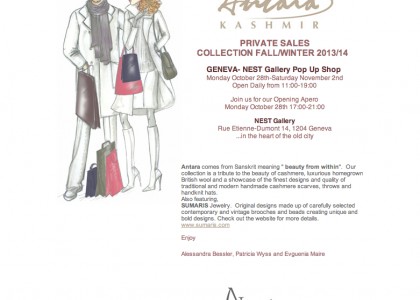 Antara
KASHMIR
PRIVATE SALES
COLLECTION FALL/WINTER 2013/14
GENEVA- NEST Gallery Pop Up Shop
Monday October 28th-Saturday November 2nd
Open Daily from 11:00-19:00
Join us for our Opening Apero
Monday October 28th 17:00-21:00
NEST Gallery
Rue Etienne-Dumont 14, 1204 Geneva
...in the heart of the old city
Antara comes from Sanskrit meaning " beauty from within". Our
collection is a tribute to the beauty of cashmere, luxurious homegrown
British wool and a showcase of the finest designs and quality of
traditional and modern handmade cashmere scarves, throws and
handknit hats.
Also featuring,
SUMARIS Jewelry. Original designs made up of carefully selected
contemporary and vintage brooches and beads creating unique and
bold designs. Check out the website for more details.
www.sumaris.com
Enjoy
Alessandra Bessler, Patricia Wyss and Evguenia Maire